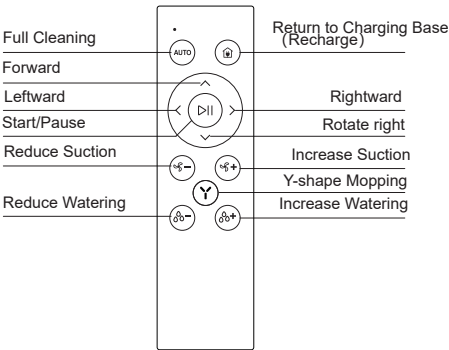 Full Cleaning
Return to Charging Base
(Recharge)
AUTO
Forward
Leftward
Rightward
Start/Pause
Rotate right
Reduce Suction
Increase Suction
Y-shape Mopping
Reduce Watering
Increase Watering